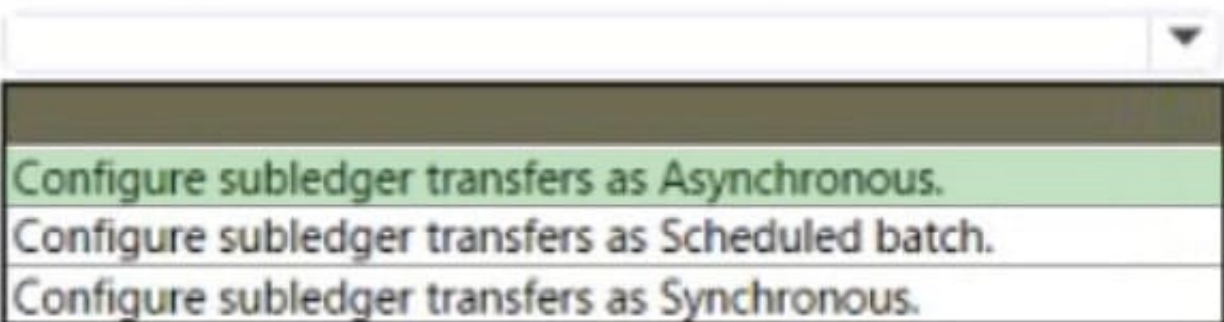 Configure subledger transfers as Asynchronous.
Configure subledger transfers as Scheduled batch.
Configure subledger transfers as Synchronous.